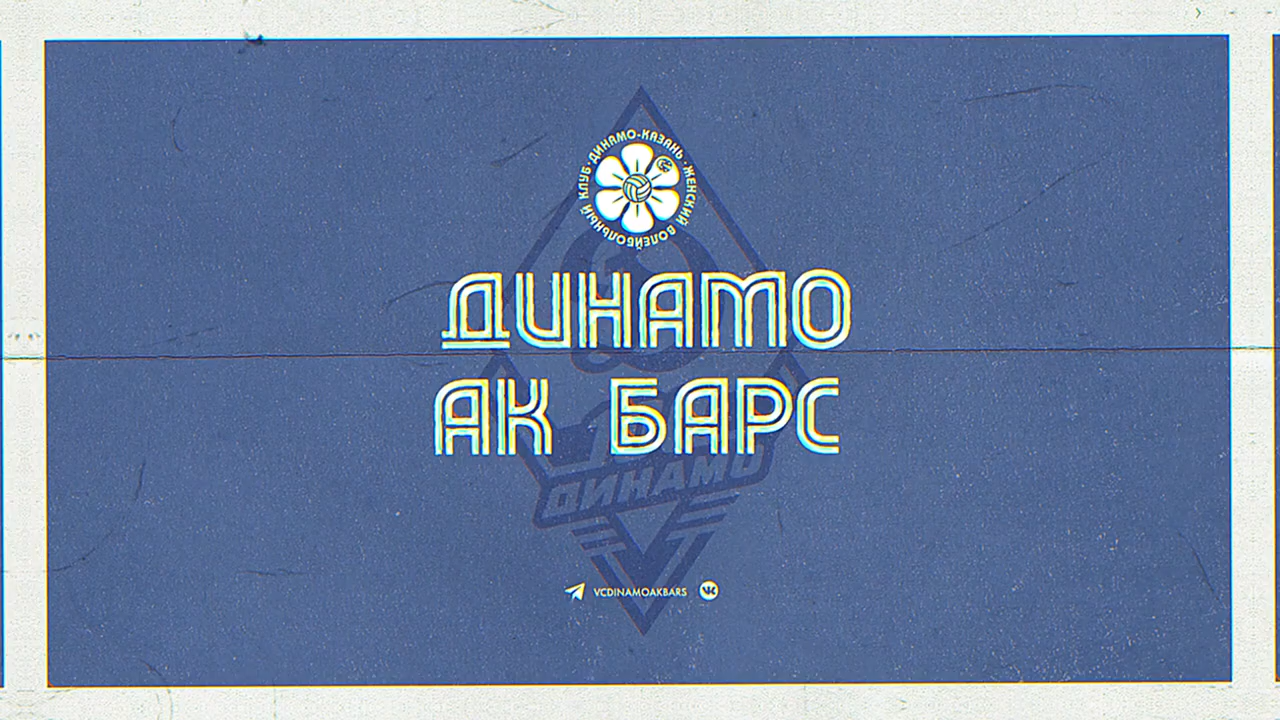 ДИНАМО-КАЗАНЬ · ЖЕНСКИЙ ВОЛЕЙБОЛЬНЫЙ КЛУБ ·
ДИНАМО
АК БАРС
ДИНАМО
VCDINAMOAKBARS